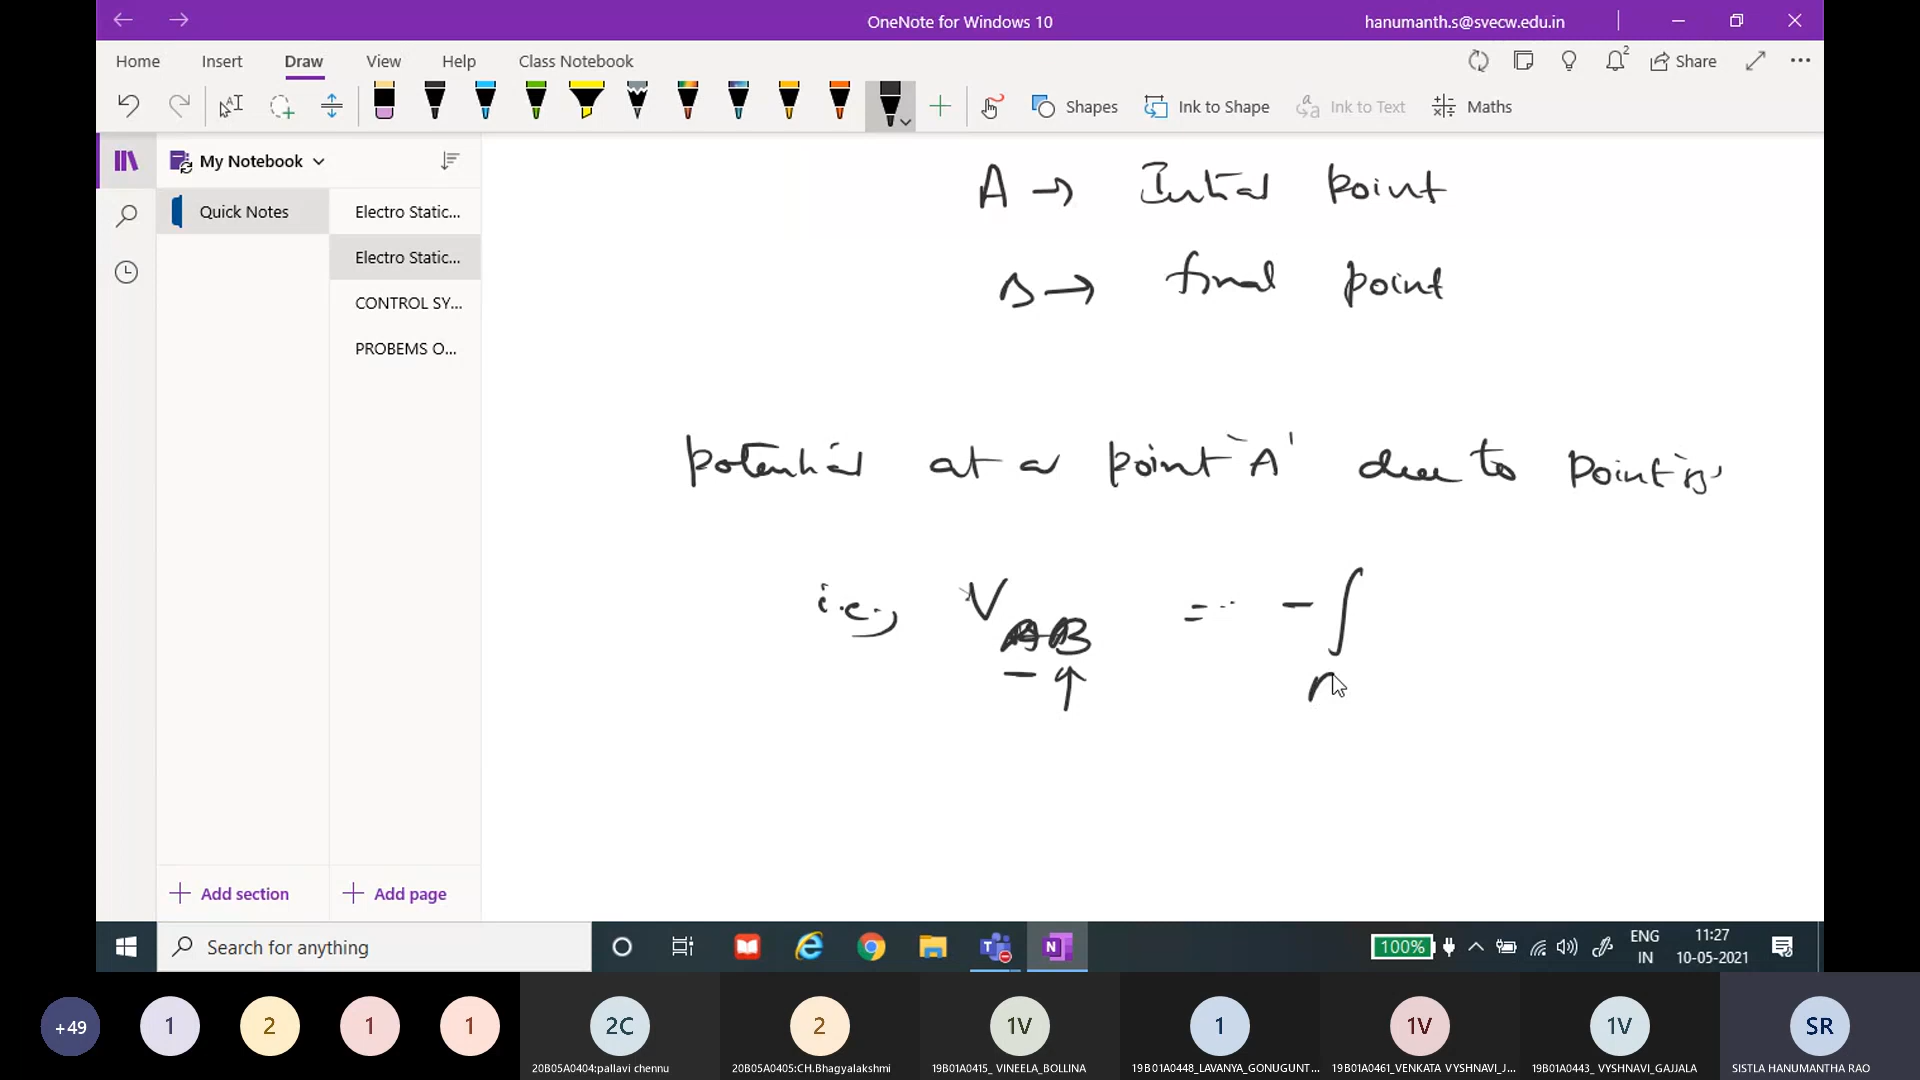 OneNote for Windows 10
hanumanth.s@svecw.edu.in
Home Insert Draw View Help Class Notebook
2
Share
Shapes Ink to Shape Ink to Text Maths
My Notebook
Quick Notes
Electro Static...
Electro Static...
CONTROL SY...
PROBEMS O...
A → Initial point
B → final point
potential at a point 'A' due to point 'B'
i.e., V AB = - ∫
Add section
Add page
Search for anything
100%
ENG
IN
11:27
10-05-2021
+49
1
2
1
1
2C
2
1V
1
1V
1V
SR
20B05A0404:pallavi chennu
20B05A0405:CH.Bhagyalakshmi
19B01A0415_ VINEELA_BOLLINA
19B01A0448_LAVANYA_GONUGUNT...
19B01A0461_VENKATA VYSHNAVI_J...
19B01A0443_ VYSHNAVI_GAJJALA
SISTLA HANUMANTHA RAO